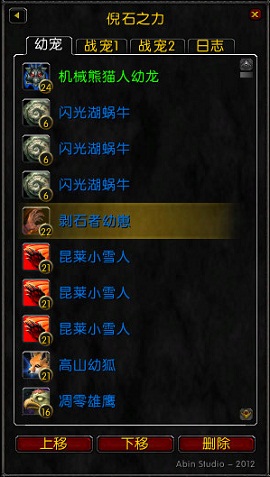 倪石之力
幼宠 战宠1 战宠2 日志
24 机械熊猫人幼龙
6 闪光湖蜗牛
6 闪光湖蜗牛
6 闪光湖蜗牛
22 剥石者幼崽
21 昆莱小雪人
21 昆莱小雪人
21 昆莱小雪人
21 高山幼狐
16 凋零雄鹰
上移 下移 删除
Abin Studio - 2012